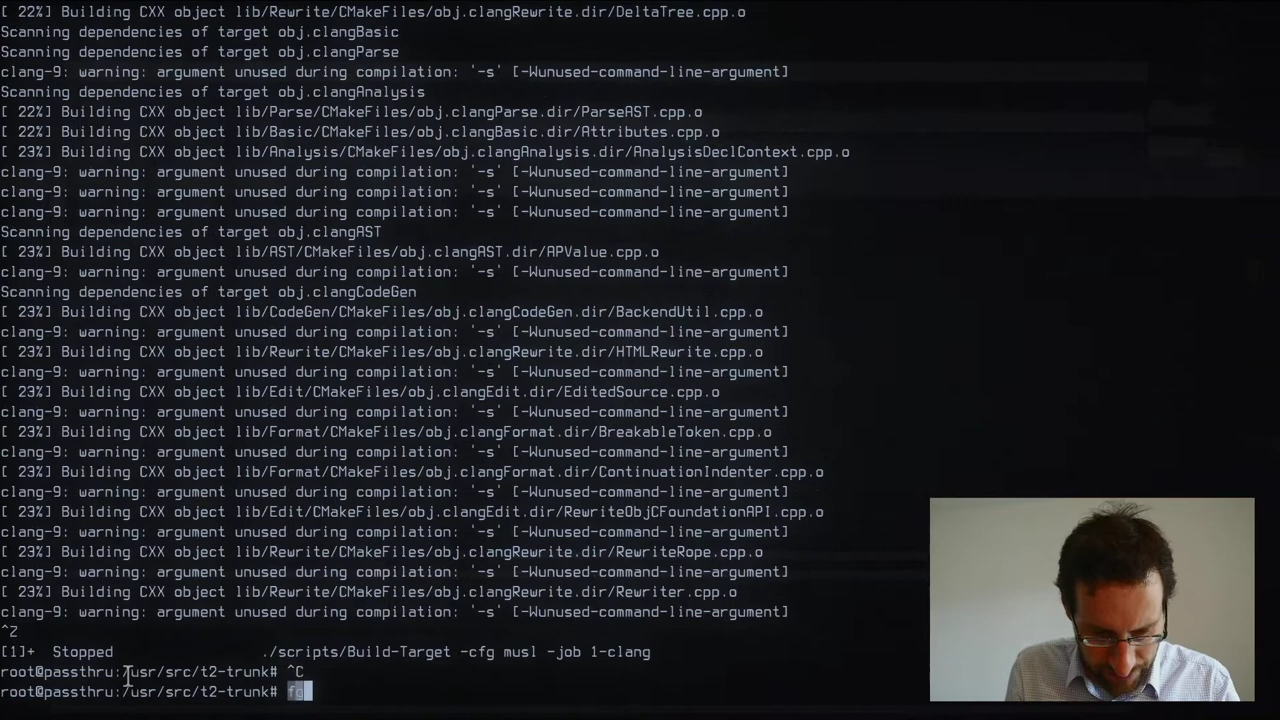 [ 22%] Building CXX object lib/Rewrite/CMakeFiles/obj.clangRewrite.dir/DeltaTree.cpp.o
Scanning dependencies of target obj.clangBasic
Scanning dependencies of target obj.clangParse
clang-9: warning: argument unused during compilation: '-s' [-Wunused-command-line-argument]
Scanning dependencies of target obj.clangAnalysis
[ 22%] Building CXX object lib/Parse/CMakeFiles/obj.clangParse.dir/ParseAST.cpp.o
[ 22%] Building CXX object lib/Basic/CMakeFiles/obj.clangBasic.dir/Attributes.cpp.o
[ 23%] Building CXX object lib/Analysis/CMakeFiles/obj.clangAnalysis.dir/AnalysisDeclContext.cpp.o
clang-9: warning: argument unused during compilation: '-s' [-Wunused-command-line-argument]
clang-9: warning: argument unused during compilation: '-s' [-Wunused-command-line-argument]
clang-9: warning: argument unused during compilation: '-s' [-Wunused-command-line-argument]
Scanning dependencies of target obj.clangAST
[ 23%] Building CXX object lib/AST/CMakeFiles/obj.clangAST.dir/APValue.cpp.o
clang-9: warning: argument unused during compilation: '-s' [-Wunused-command-line-argument]
Scanning dependencies of target obj.clangCodeGen
[ 23%] Building CXX object lib/CodeGen/CMakeFiles/obj.clangCodeGen.dir/BackendUtil.cpp.o
clang-9: warning: argument unused during compilation: '-s' [-Wunused-command-line-argument]
[ 23%] Building CXX object lib/Rewrite/CMakeFiles/obj.clangRewrite.dir/HTMLRewrite.cpp.o
clang-9: warning: argument unused during compilation: '-s' [-Wunused-command-line-argument]
[ 23%] Building CXX object lib/Edit/CMakeFiles/obj.clangEdit.dir/EditedSource.cpp.o
clang-9: warning: argument unused during compilation: '-s' [-Wunused-command-line-argument]
[ 23%] Building CXX object lib/Format/CMakeFiles/obj.clangFormat.dir/BreakableToken.cpp.o
clang-9: warning: argument unused during compilation: '-s' [-Wunused-command-line-argument]
[ 23%] Building CXX object lib/Format/CMakeFiles/obj.clangFormat.dir/ContinuationIndenter.cpp.o
clang-9: warning: argument unused during compilation: '-s' [-Wunused-command-line-argument]
[ 23%] Building CXX object lib/Edit/CMakeFiles/obj.clangEdit.dir/RewriteObjCFoundationAPI.cpp.o
clang-9: warning: argument unused during compilation: '-s' [-Wunused-command-line-argument]
[ 23%] Building CXX object lib/Rewrite/CMakeFiles/obj.clangRewrite.dir/RewriteRope.cpp.o
clang-9: warning: argument unused during compilation: '-s' [-Wunused-command-line-argument]
[ 23%] Building CXX object lib/Rewrite/CMakeFiles/obj.clangRewrite.dir/Rewriter.cpp.o
clang-9: warning: argument unused during compilation: '-s' [-Wunused-command-line-argument]
^Z
[1]+  Stopped                 ./scripts/Build-Target -cfg musl -job 1-clang
root@passthru:/usr/src/t2-trunk# ^C
root@passthru:/usr/src/t2-trunk# fg